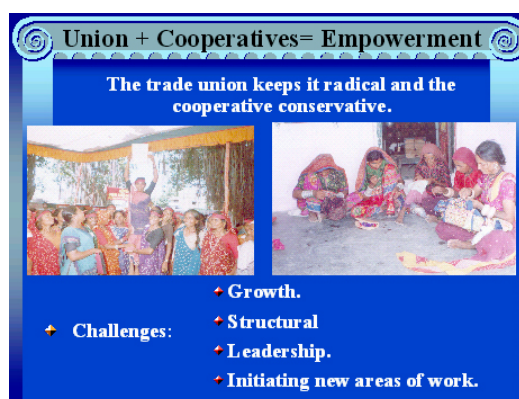 Union + Cooperatives= Empowerment
The trade union keeps it radical and the
cooperative conservative.
Challenges:
Growth.
Structural
Leadership.
Initiating new areas of work.